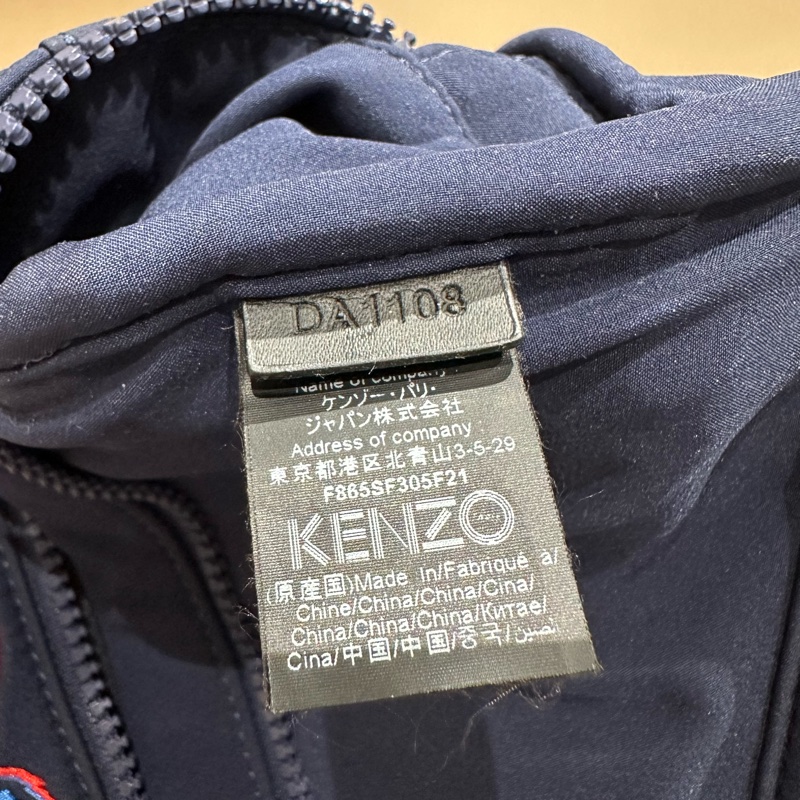 DA1108
Name of company :
ケンゾー・パリ・
ジャパン株式会社
Address of company :
東京都港区北青山3-5-29
F865SF305F21
KENZO
(原産国)Made In/Fabriqué à/
Chine/China/China/Cina/
China/China/China/Китае/
Cina/中国/中国/중국/الصين